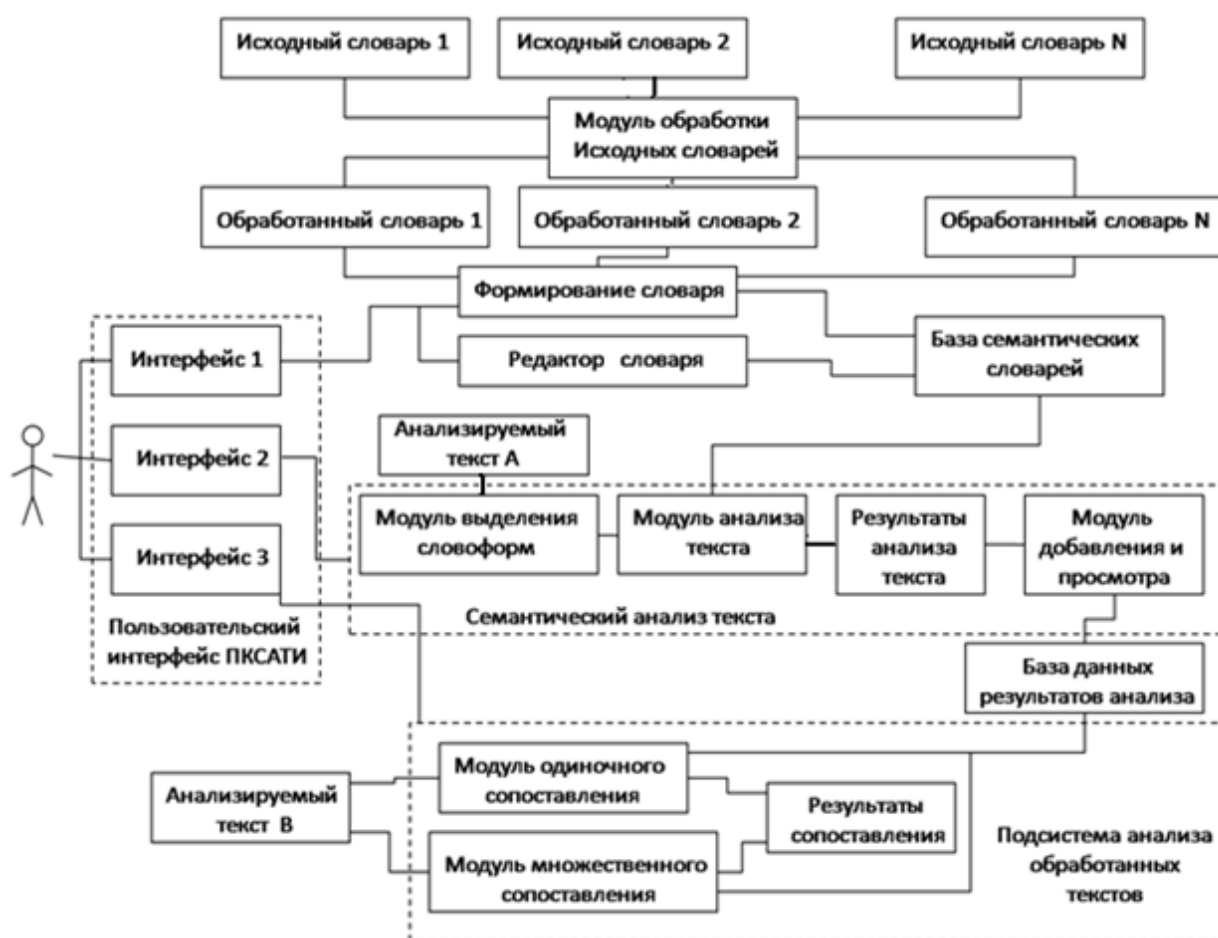 Исходный словарь 1
Исходный словарь 2
Исходный словарь N
Модуль обработки
Исходных словарей
Обработанный словарь 1
Обработанный словарь 2
Обработанный словарь N
Формирование словаря
Интерфейс 1
Редактор словаря
База семантических
словарей
Интерфейс 2
Анализируемый
текст А
Интерфейс 3
Модуль выделения
словоформ
Модуль анализа
текста
Результаты
анализа
текста
Модуль
добавления и
просмотра
Семантический анализ текста
Пользовательский
интерфейс ПКСАТИ
База данных
результатов анализа
Анализируемый
текст В
Модуль одиночного
сопоставления
Результаты
сопоставления
Модуль множественного
сопоставления
Подсистема анализа
обработанных
текстов